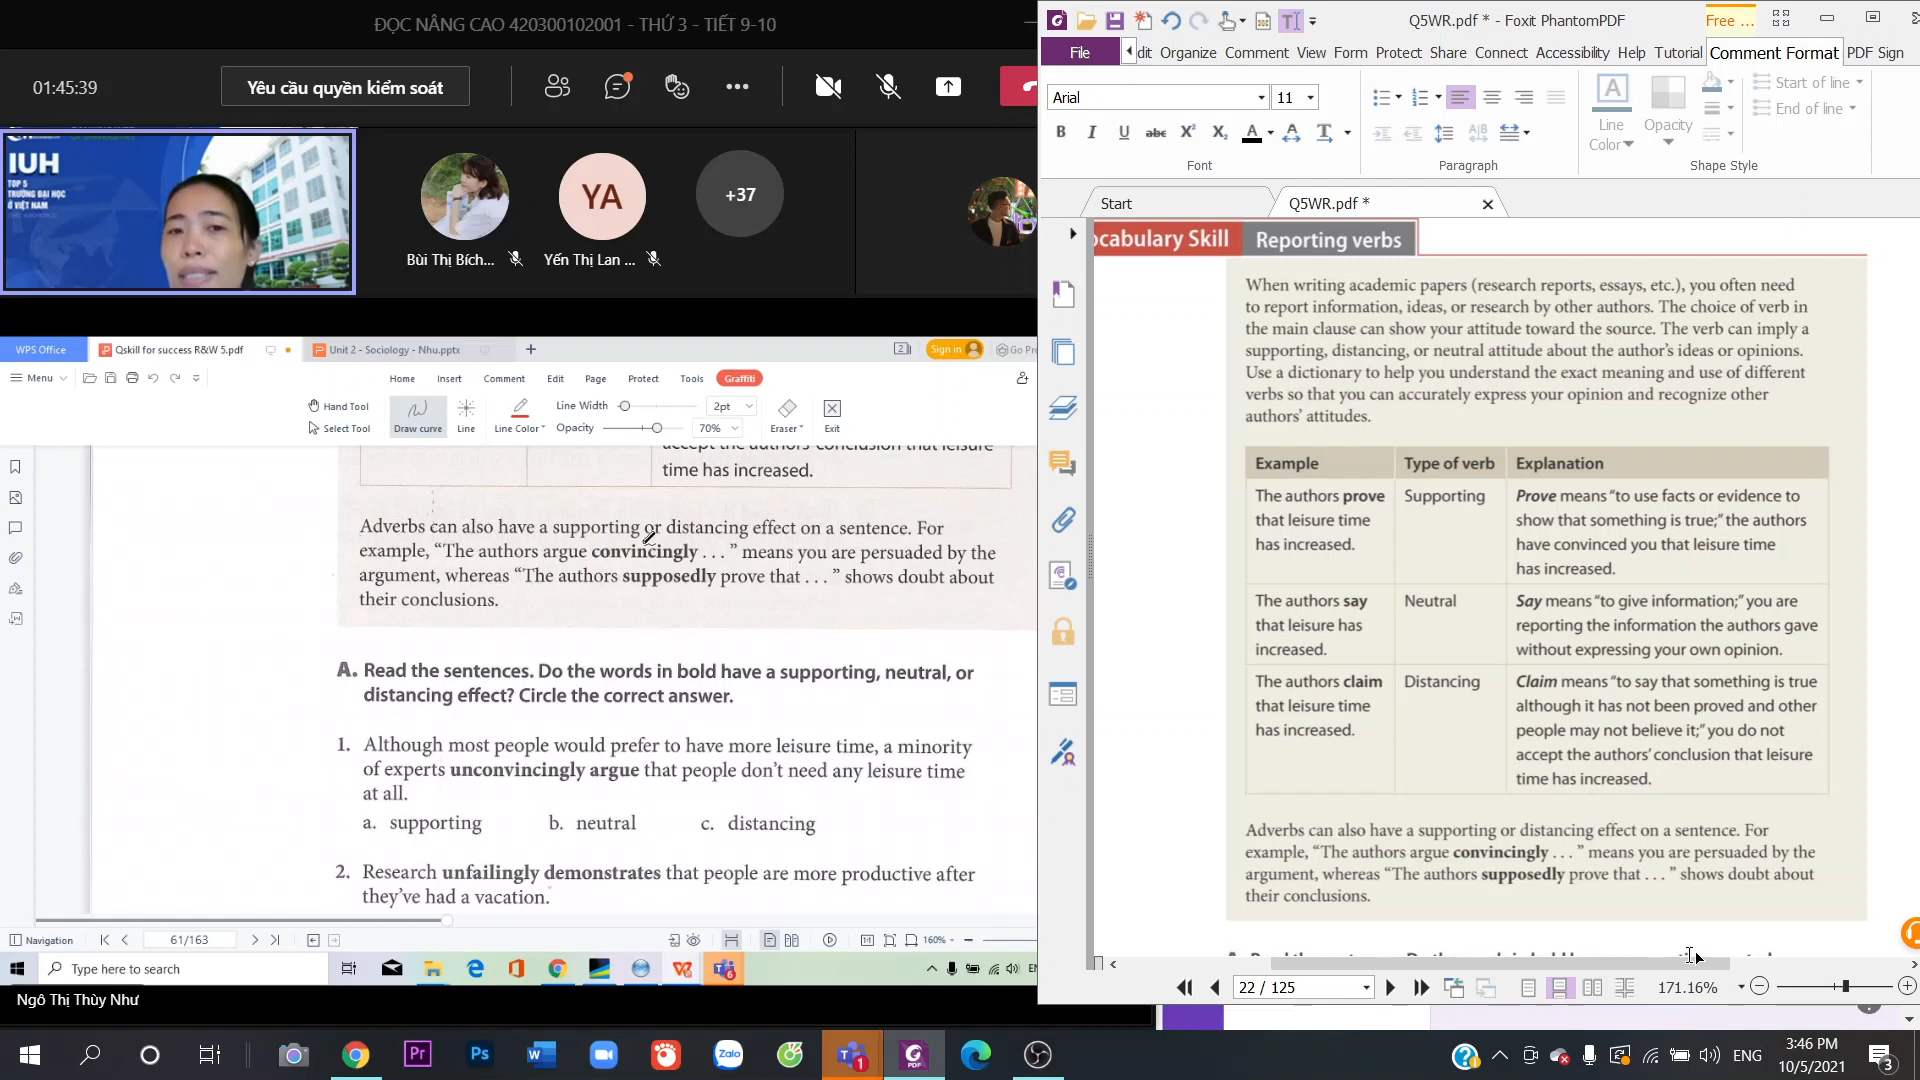 ĐỌC NÂNG CAO 420300102001 - THỨ 3 - TIẾT 9-10
01:45:39
Yêu cầu quyền kiểm soát
IUH
TOP 5
TRƯỜNG ĐẠI HỌC
Ở VIỆT NAM
YA
+37
Bùi Thị Bích...
Yến Thị Lan ...
WPS Office
Qskill for success R&W 5.pdf
Unit 2 - Sociology - Nhu.pptx
2
Sign in
Go Pre
Menu
Home
Insert
Comment
Edit
Page
Protect
Tools
Graffiti
Hand Tool
Select Tool
Draw curve
Line
Line Color
Line Width
2pt
Opacity
70%
Eraser
Exit
accept the authors' conclusion that leisure
time has increased.
Adverbs can also have a supporting or distancing effect on a sentence. For
example, “The authors argue convincingly . . . ” means you are persuaded by the
argument, whereas “The authors supposedly prove that . . . ” shows doubt about
their conclusions.
A. Read the sentences. Do the words in bold have a supporting, neutral, or
distancing effect? Circle the correct answer.
1. Although most people would prefer to have more leisure time, a minority
of experts unconvincingly argue that people don't need any leisure time
at all.
a. supporting b. neutral c. distancing
2. Research unfailingly demonstrates that people are more productive after
they've had a vacation.
Navigation
61/163
160%
Type here to search
Ngô Thị Thùy Như
Q5WR.pdf * - Foxit PhantomPDF
Free ...
File
dit Organize Comment View Form Protect Share Connect Accessibility Help Tutorial Comment Format PDF Sign
Arial
11
Font
Paragraph
Line
Color
Opacity
Start of line
End of line
Shape Style
Start
Q5WR.pdf *
ocabulary Skill Reporting verbs
When writing academic papers (research reports, essays, etc.), you often need
to report information, ideas, or research by other authors. The choice of verb in
the main clause can show your attitude toward the source. The verb can imply a
supporting, distancing, or neutral attitude about the author's ideas or opinions.
Use a dictionary to help you understand the exact meaning and use of different
verbs so that you can accurately express your opinion and recognize other
authors' attitudes.
Example Type of verb Explanation
The authors prove
that leisure time
has increased.
Supporting
Prove means “to use facts or evidence to
show that something is true;” the authors
have convinced you that leisure time
has increased.
The authors say
that leisure has
increased.
Neutral
Say means “to give information;” you are
reporting the information the authors gave
without expressing your own opinion.
The authors claim
that leisure time
has increased.
Distancing
Claim means “to say that something is true
although it has not been proved and other
people may not believe it;” you do not
accept the authors' conclusion that leisure
time has increased.
Adverbs can also have a supporting or distancing effect on a sentence. For
example, “The authors argue convincingly . . . ” means you are persuaded by the
argument, whereas “The authors supposedly prove that . . . ” shows doubt about
their conclusions.
22 / 125
171.16%
ENG
3:46 PM
10/5/2021
3